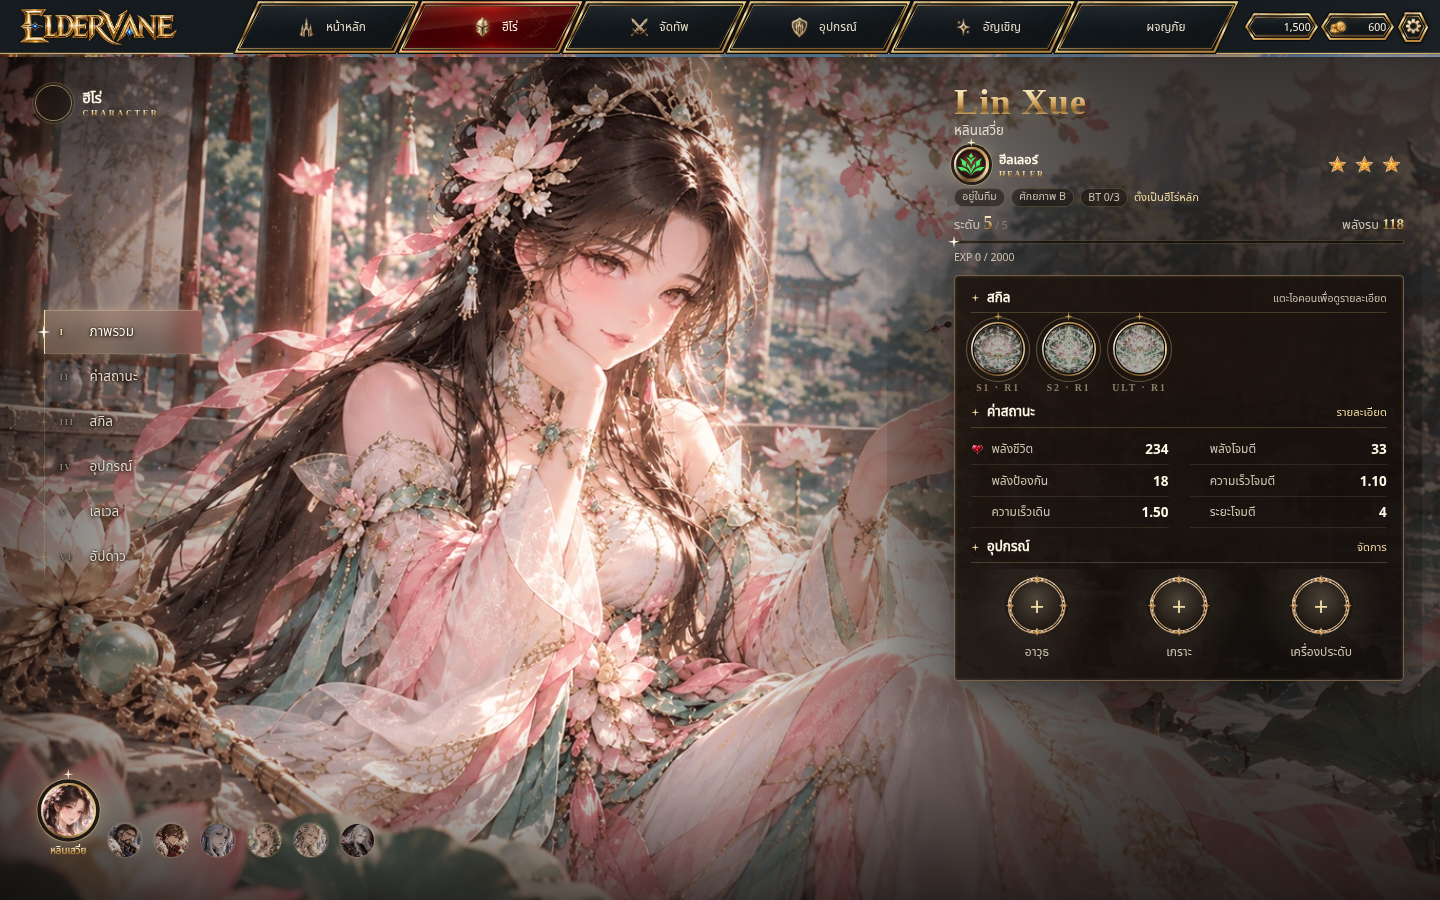 ELDERVANE
หน้าหลัก
ฮีโร่
จัดทัพ
อุปกรณ์
อัญเชิญ
ผจญภัย
1,500
600
ฮีโร่
CHARACTER
I ภาพรวม
II ค่าสถานะ
III สกิล
IV อุปกรณ์
V เลเวล
VI อัปดาว
หลินเสวี่ย
Lin Xue
หลินเสวี่ย
ฮีลเลอร์
HEALER
อยู่ในทีม ศักยภาพ B BT 0/3 ตั้งเป็นฮีโร่หลัก
ระดับ 5 / 5 พลังรบ 118
EXP 0 / 2000
สกิล แตะไอคอนเพื่อดูรายละเอียด
S1 · R1 S2 · R1 ULT · R1
ค่าสถานะ รายละเอียด
พลังชีวิต 234 พลังโจมตี 33
พลังป้องกัน 18 ความเร็วโจมตี 1.10
ความเร็วเดิน 1.50 ระยะโจมตี 4
อุปกรณ์ จัดการ
อาวุธ เกราะ เครื่องประดับ